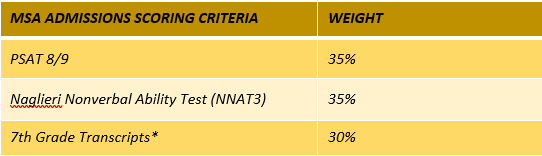 MSA ADMISSIONS SCORING CRITERIA WEIGHT
PSAT 8/9 35%
Naglieri Nonverbal Ability Test (NNAT3) 35%
7th Grade Transcripts* 30%